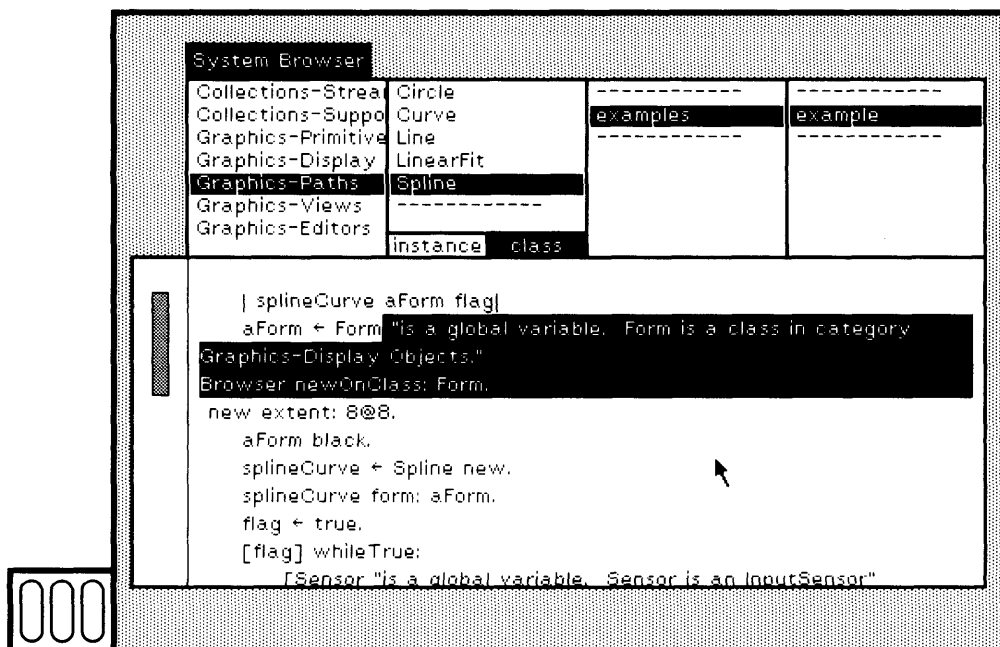 System Browser
Collections-Strea
Collections-Suppo
Graphics-Primitive
Graphics-Display
Graphics-Paths
Graphics-Views
Graphics-Editors
Circle
Curve
Line
LinearFit
Spline
------------
instance class
------------
examples
------------
------------
example
------------
| splineCurve aForm flag|
aForm ← Form "is a global variable.  Form is a class in category
Graphics-Display Objects."
Browser newOnClass: Form.
new extent: 8@8.
aForm black.
splineCurve ← Spline new.
splineCurve form: aForm.
flag ← true.
[flag] whileTrue:
[Sensor "is a global variable.  Sensor is an InputSensor"